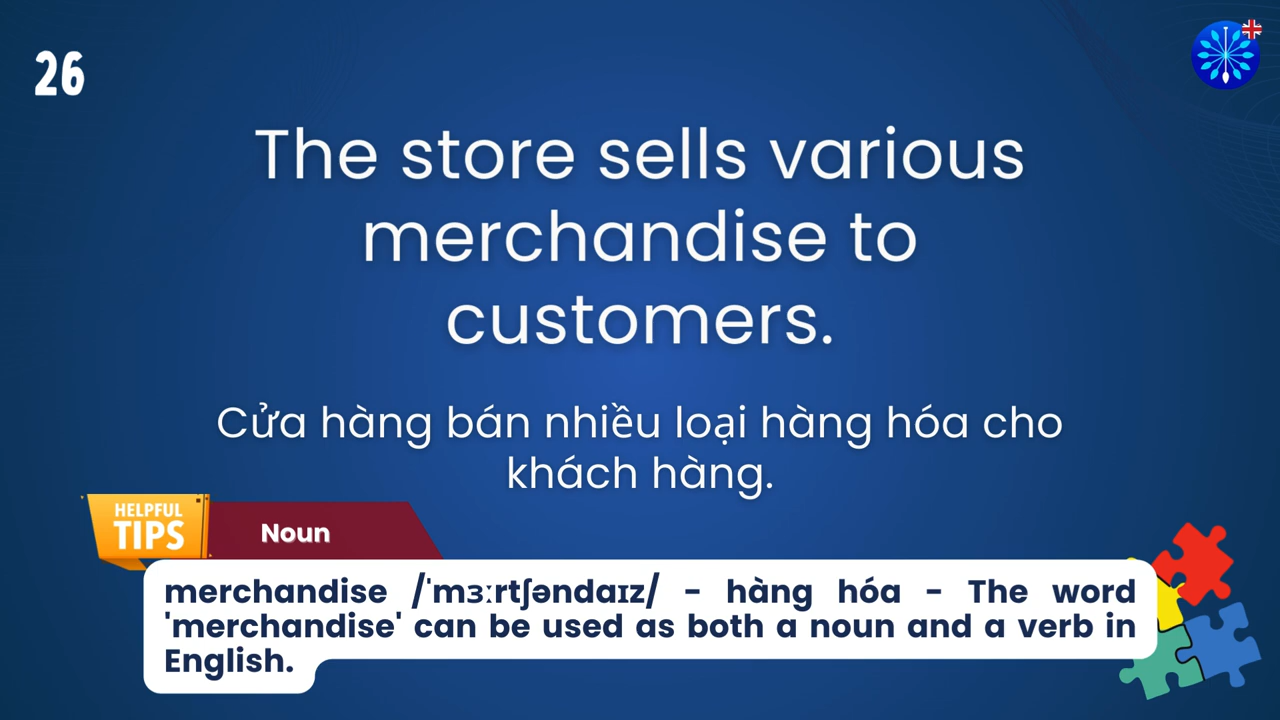 26
The store sells various
merchandise to
customers.
Cửa hàng bán nhiều loại hàng hóa cho
khách hàng.
HELPFUL
TIPS
Noun
merchandise /ˈmɜːrtʃəndaɪz/ - hàng hóa - The word
'merchandise' can be used as both a noun and a verb in
English.